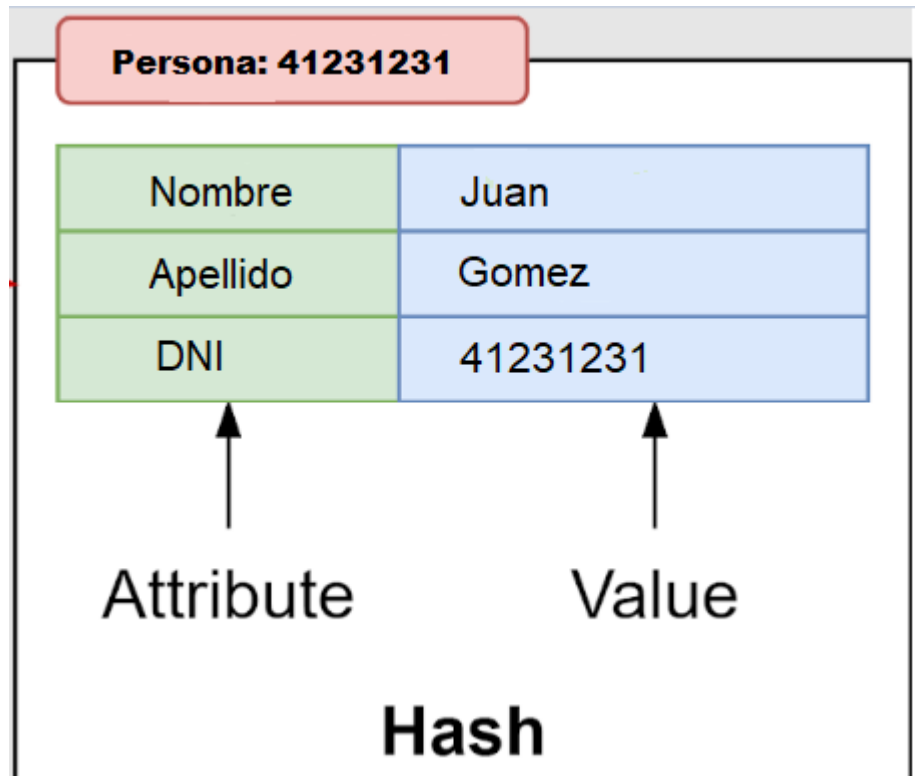 Persona: 41231231
Nombre Juan
Apellido Gomez
DNI 41231231
Attribute Value
Hash